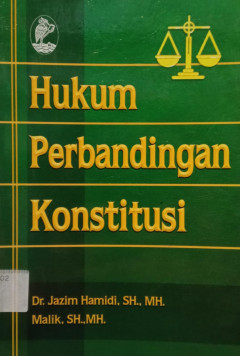 Hukum
Perbandingan
Konstitusi
Dr. Jazim Hamidi, SH., MH.
Malik, SH.,MH.